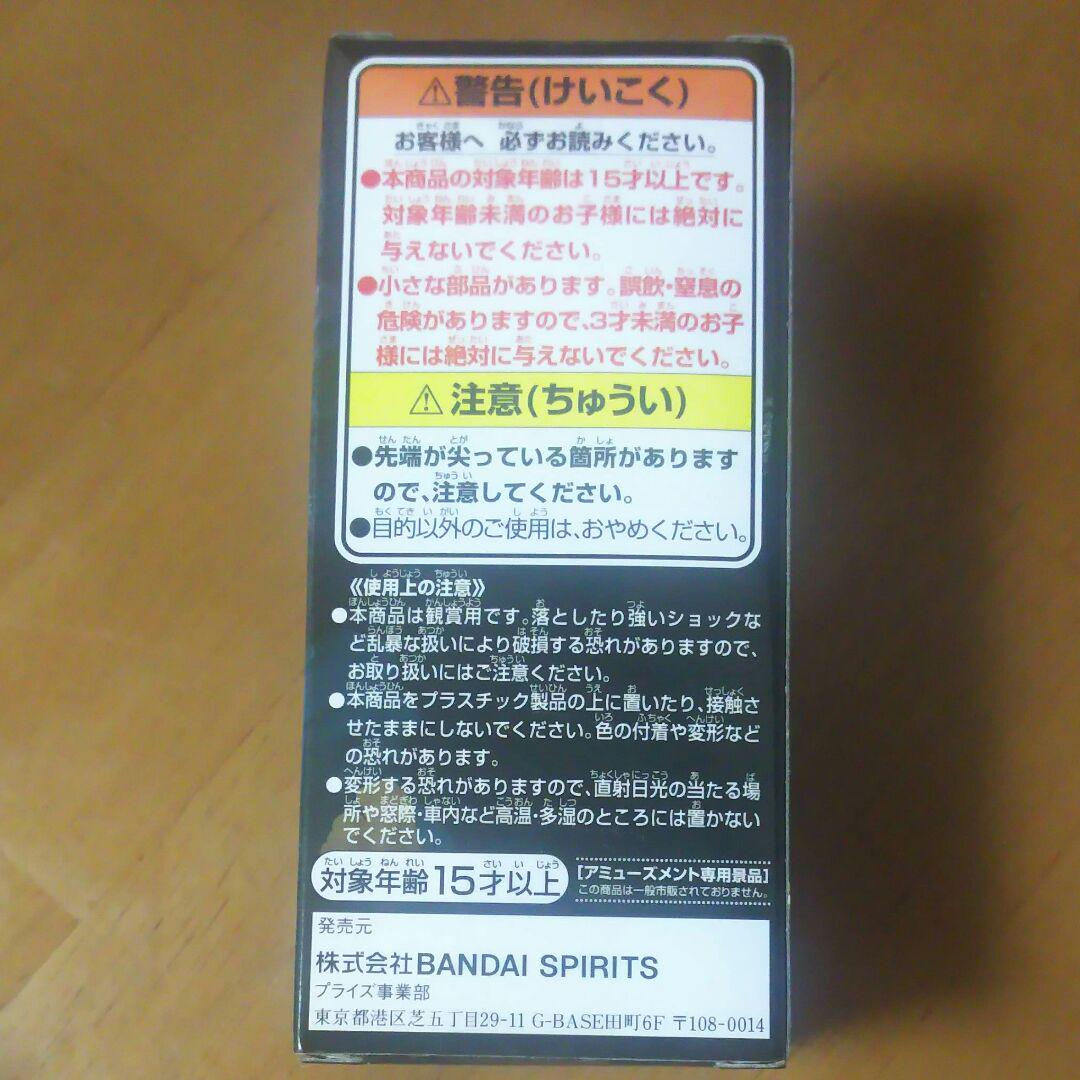 ⚠警告(けいこく)
お客様へ 必ずお読みください。
●本商品の対象年齢は15才以上です。
対象年齢未満のお子様には絶対に
与えないでください。
●小さな部品があります。誤飲・窒息の
危険がありますので、3才未満のお子
様には絶対に与えないでください。
⚠注意(ちゅうい)
●先端が尖っている箇所があります
ので、注意してください。
●目的以外のご使用は、おやめください。
《使用上の注意》
●本商品は観賞用です。落としたり強いショックな
ど乱暴な扱いにより破損する恐れがありますので、
お取り扱いにはご注意ください。
●本商品をプラスチック製品の上に置いたり、接触さ
せたままにしないでください。色の付着や変形など
の恐れがあります。
●変形する恐れがありますので、直射日光の当たる場
所や窓際・車内など高温・多湿のところには置かない
でください。
対象年齢15才以上
[アミューズメント専用景品]
この商品は一般市販されておりません。
発売元
株式会社BANDAI SPIRITS
プライズ事業部
東京都港区芝五丁目29-11 G-BASE田町6F 〒108-0014